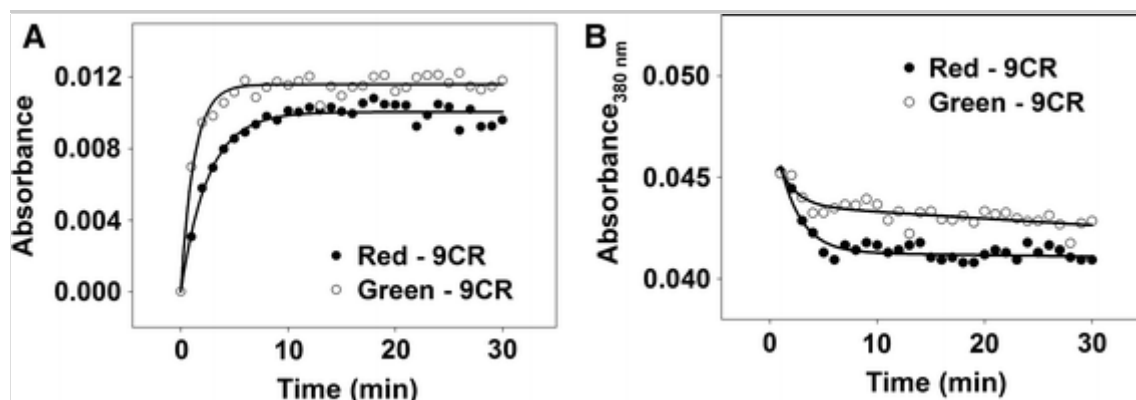 A
Absorbance
0.012
0.008
0.004
0.000
Red - 9CR
Green - 9CR
0
10
20
30
Time (min)
B
Absorbance380 nm
0.050
0.045
0.040
Red - 9CR
Green - 9CR
0
10
20
30
Time (min)